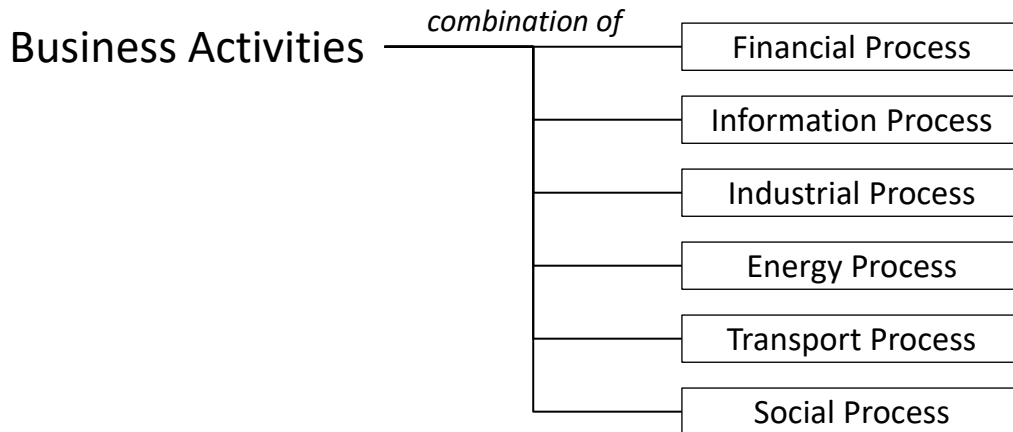 combination of
Business Activities
Financial Process
Information Process
Industrial Process
Energy Process
Transport Process
Social Process